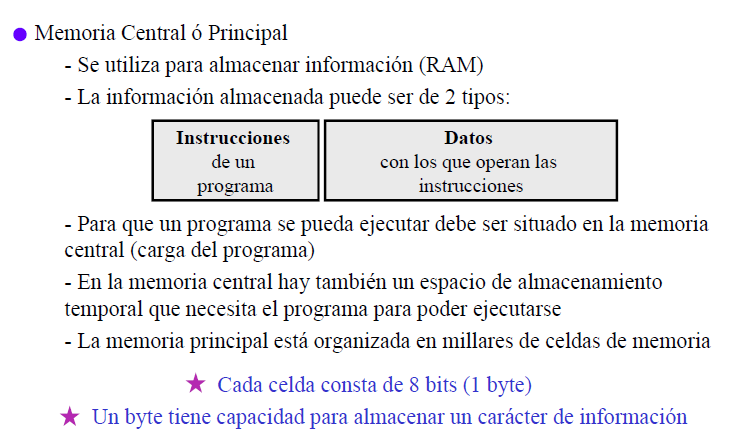 Memoria Central ó Principal
- Se utiliza para almacenar información (RAM)
- La información almacenada puede ser de 2 tipos:
Instrucciones
de un
programa
Datos
con los que operan las
instrucciones
- Para que un programa se pueda ejecutar debe ser situado en la memoria
central (carga del programa)
- En la memoria central hay también un espacio de almacenamiento
temporal que necesita el programa para poder ejecutarse
- La memoria principal está organizada en millares de celdas de memoria
Cada celda consta de 8 bits (1 byte)
Un byte tiene capacidad para almacenar un carácter de información